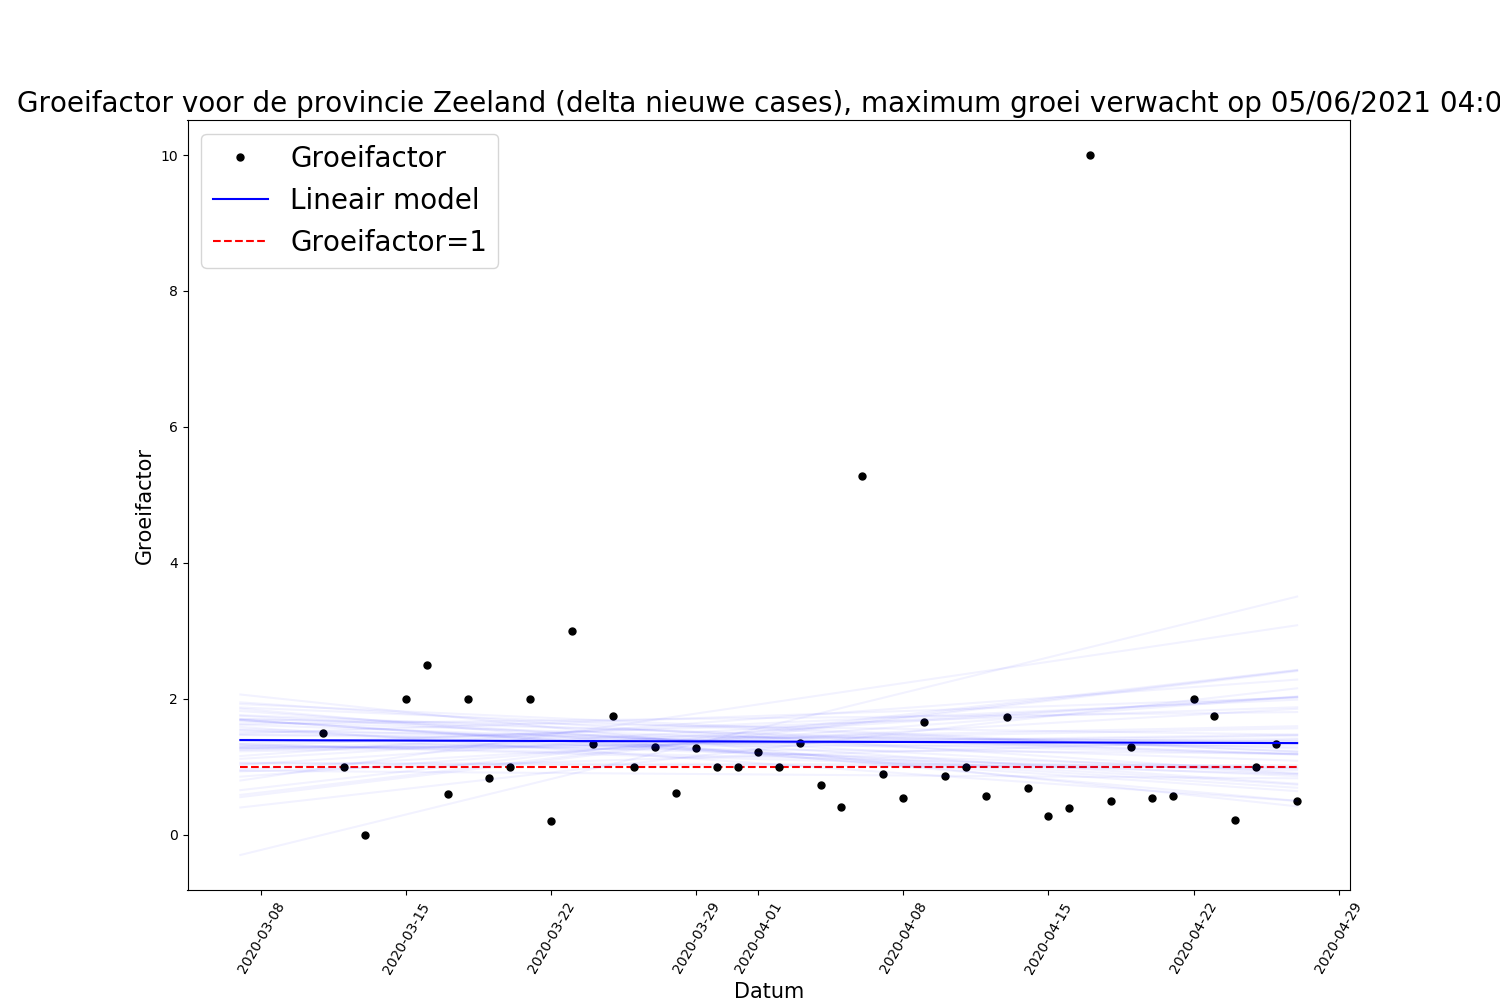 Groeifactor voor de provincie Zeeland (delta nieuwe cases), maximum groei verwacht op 05/06/2021 04:0
Groeifactor
Lineair model
Groeifactor=1
10
8
6
4
2
0
Groeifactor
2020-03-08
2020-03-15
2020-03-22
2020-03-29
2020-04-01
2020-04-08
2020-04-15
2020-04-22
2020-04-29
Datum